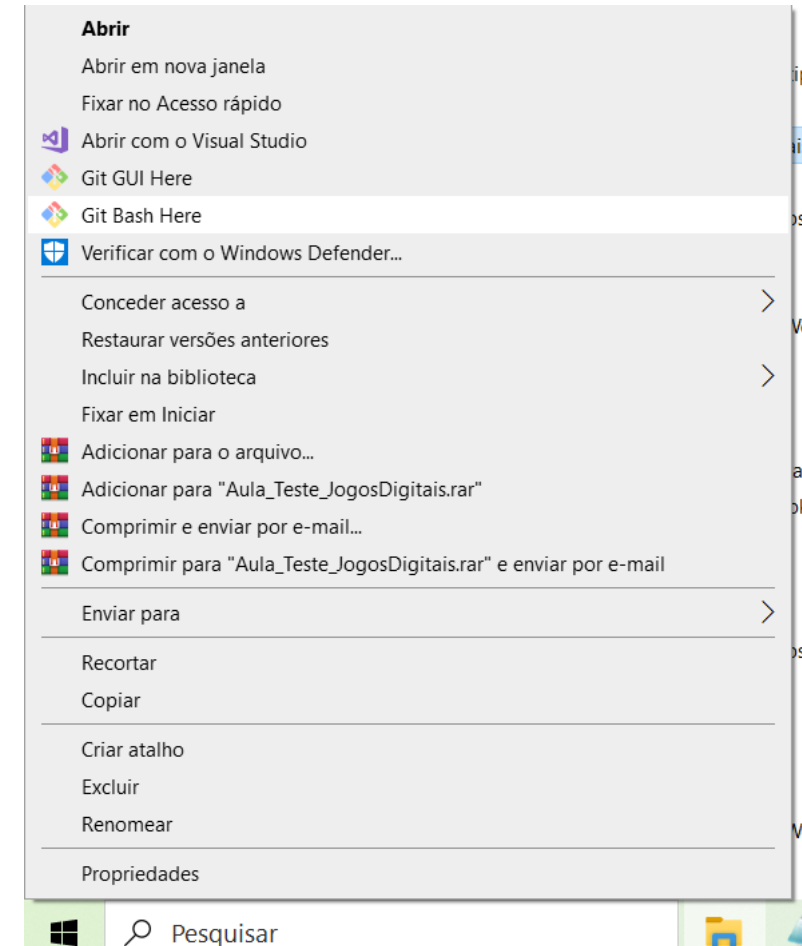 Abrir
Abrir em nova janela
Fixar no Acesso rápido
Abrir com o Visual Studio
Git GUI Here
Git Bash Here
Verificar com o Windows Defender...
Conceder acesso a
Restaurar versões anteriores
Incluir na biblioteca
Fixar em Iniciar
Adicionar para o arquivo...
Adicionar para "Aula_Teste_JogosDigitais.rar"
Comprimir e enviar por e-mail...
Comprimir para "Aula_Teste_JogosDigitais.rar" e enviar por e-mail
Enviar para
Recortar
Copiar
Criar atalho
Excluir
Renomear
Propriedades
Pesquisar